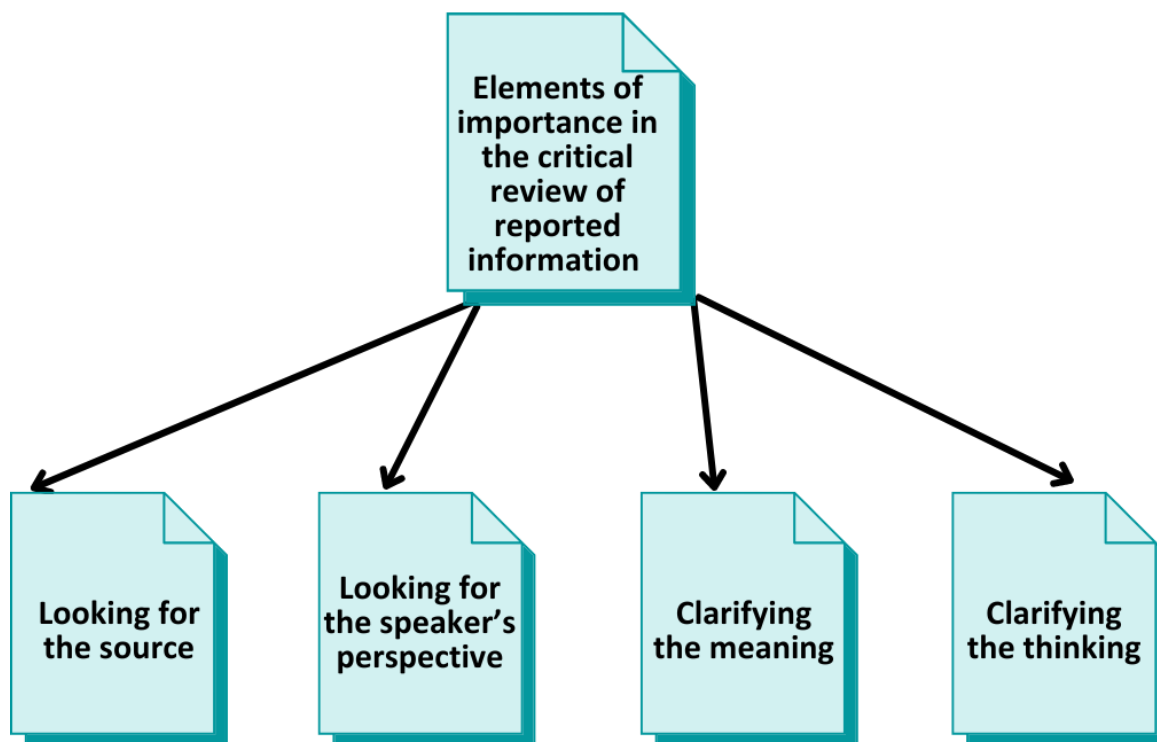 Elements of
importance in
the critical
review of
reported
information
Looking for
the source
Looking for
the speaker’s
perspective
Clarifying
the meaning
Clarifying
the thinking